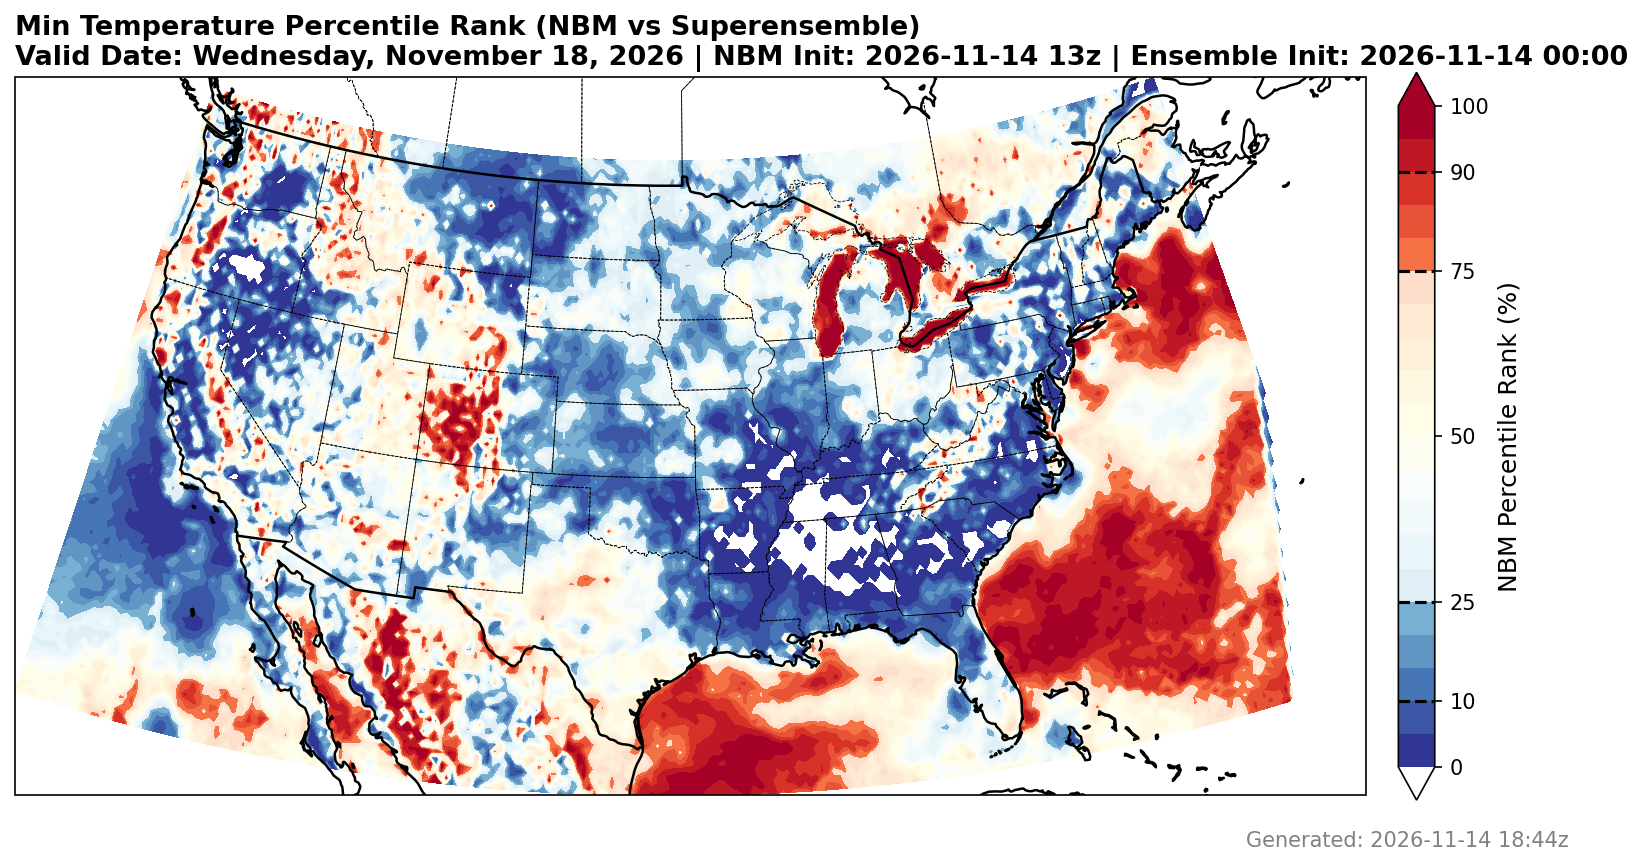 Min Temperature Percentile Rank (NBM vs Superensemble)
Valid Date: Wednesday, November 18, 2026 | NBM Init: 2026-11-14 13z | Ensemble Init: 2026-11-14 00:00
100
90
75
50
25
10
0
NBM Percentile Rank (%)
Generated: 2026-11-14 18:44z